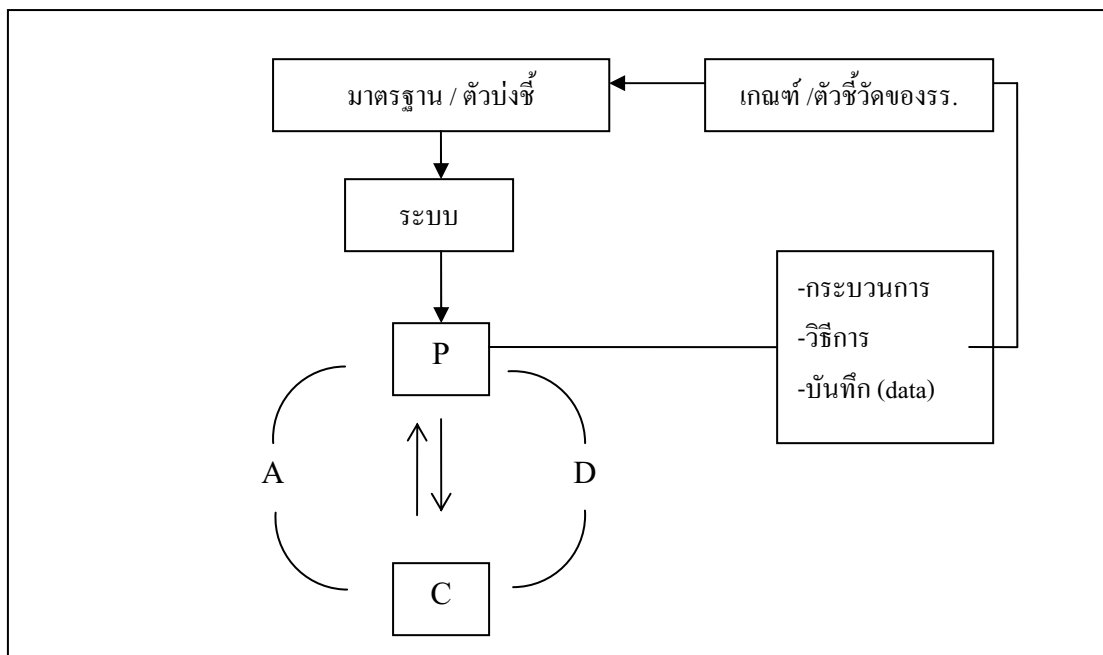 มาตรฐาน / ตัวบ่งชี้
เกณฑ์ /ตัวชี้วัดของรร.
ระบบ
-กระบวนการ
-วิธีการ
-บันทึก (data)
P
A
D
C